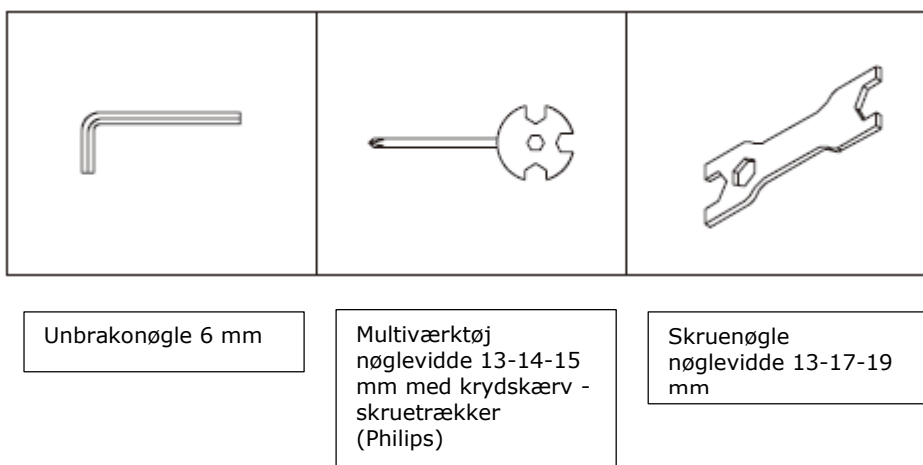 Unbrakonøgle 6 mm
Multiværktøj
nøglevidde 13-14-15
mm med krydskærv -
skruetrækker
(Philips)
Skruenøgle
nøglevidde 13-17-19
mm